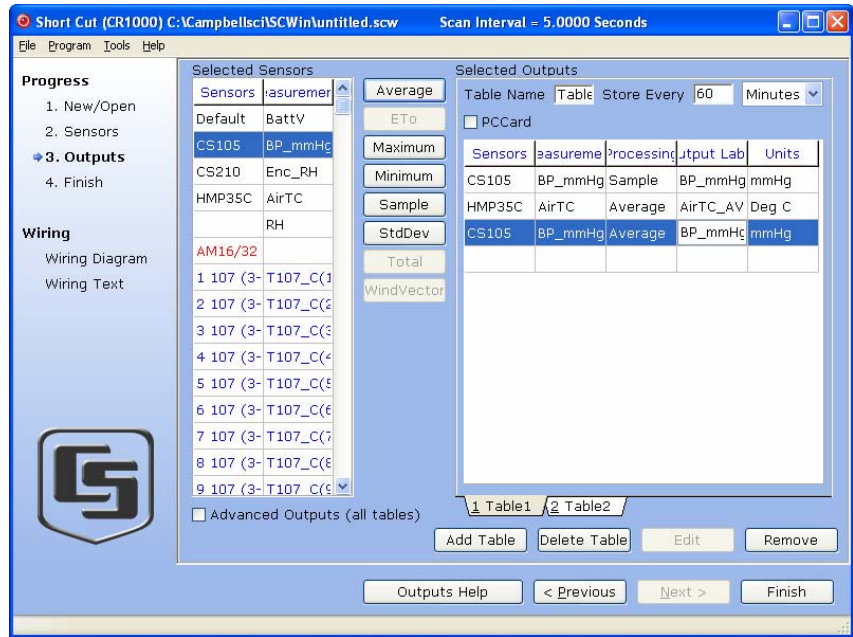 Short Cut (CR1000) C:\Campbellsci\SCWin\untitled.scw Scan Interval = 5.0000 Seconds
File Program Tools Help
Progress
1. New/Open
2. Sensors
3. Outputs
4. Finish
Wiring
Wiring Diagram
Wiring Text
Selected Sensors
Sensors easuremer
Default BattV
CS105 BP_mmHg
CS210 Enc_RH
HMP35C AirTC
RH
AM16/32
1 107 (3- T107_C(1
2 107 (3- T107_C(2
3 107 (3- T107_C(3
4 107 (3- T107_C(4
5 107 (3- T107_C(5
6 107 (3- T107_C(6
7 107 (3- T107_C(7
8 107 (3- T107_C(8
9 107 (3- T107_C(9
Advanced Outputs (all tables)
Average
ETo
Maximum
Minimum
Sample
StdDev
Total
WindVector
Selected Outputs
Table Name Table Store Every 60 Minutes
PCCard
Sensors easureme Processing utput Lab Units
CS105 BP_mmHg Sample BP_mmHg mmHg
HMP35C AirTC Average AirTC_AV Deg C
CS105 BP_mmHg Average BP_mmHg mmHg
1 Table1 2 Table2
Add Table Delete Table Edit Remove
Outputs Help < Previous Next > Finish
CS